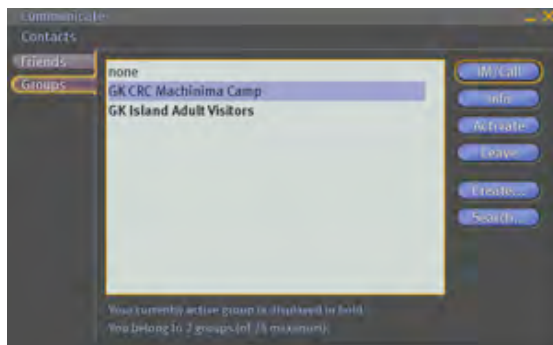 Communicate
Contacts
Friends
Groups
none
GK CRC Machinima Camp
GK Island Adult Visitors
IM/Call
Info
Activate
Leave
Create...
Search...
Your currently active group is displayed in bold.
You belong to 2 groups (of 25 maximum).